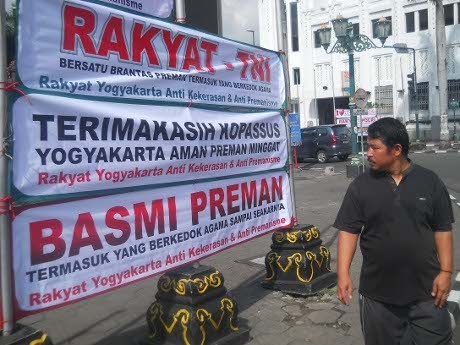 RAKYAT - TNI
BERSATU BRANTAS PREMAN TERMASUK YANG BERKEDOK AGAMA
Rakyat Yogyakarta Anti Kekerasan & Anti Premanisme
TERIMAKASIH KOPASSUS
YOGYAKARTA AMAN PREMAN MINGGAT
Rakyat Yogyakarta Anti Kekerasan & Anti Premanisme
BASMI PREMAN
TERMASUK YANG BERKEDOK AGAMA SAMPAI SEAKARNYA
Rakyat Yogyakarta Anti Kekerasan & Anti Premanisme